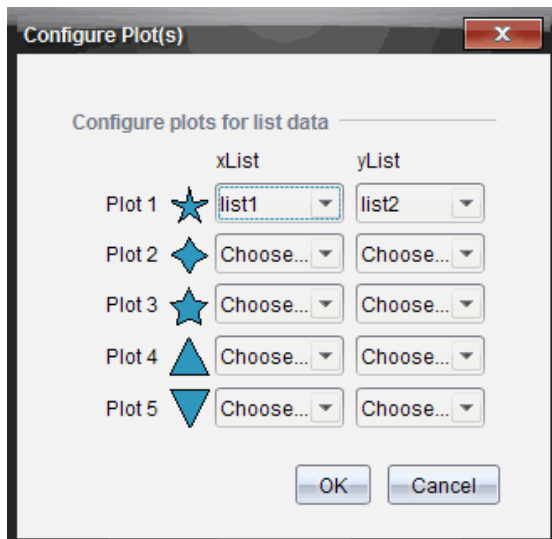 Configure Plot(s)
Configure plots for list data
xList yList
Plot 1 list1 list2
Plot 2 Choose... Choose...
Plot 3 Choose... Choose...
Plot 4 Choose... Choose...
Plot 5 Choose... Choose...
OK Cancel